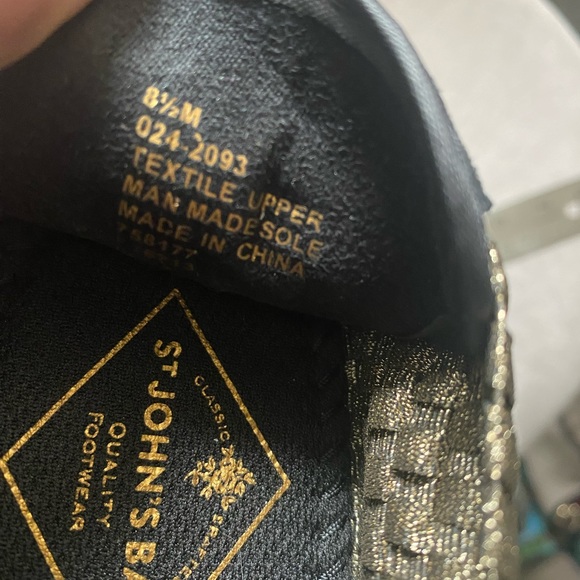 8½M
024-2093
TEXTILE UPPER
MAN MADE SOLE
MADE IN CHINA
CLASSIC
ST JOHN'S BA
QUALITY
FOOTWEAR